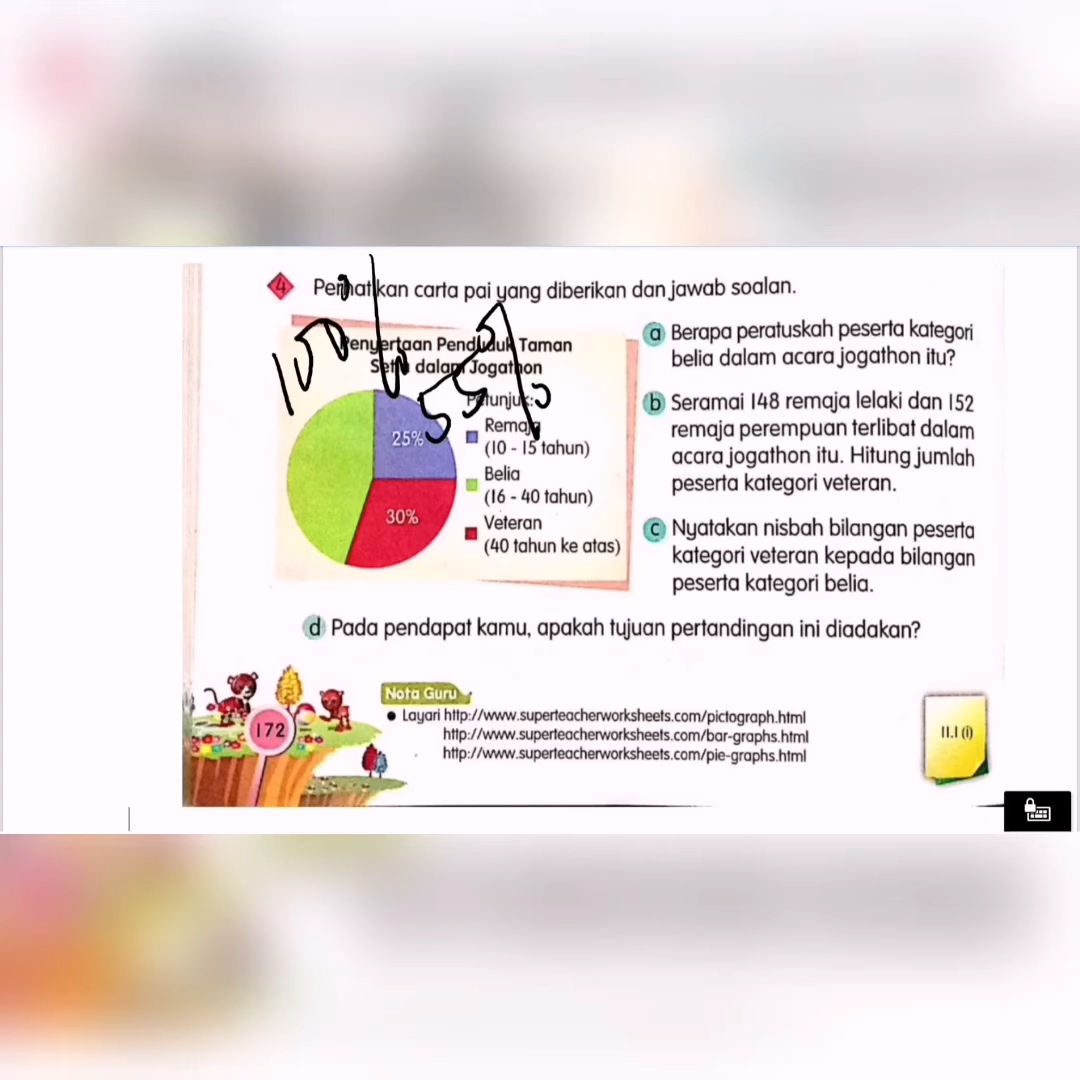 4 Perhatikan carta pai yang diberikan dan jawab soalan.
100%
55%
Penyertaan Penduduk Taman
Setia dalam Jogathon
Petunjuk:
25%
30%
Remaja
(10 - 15 tahun)
Belia
(16 - 40 tahun)
Veteran
(40 tahun ke atas)
a Berapa peratuskah peserta kategori
belia dalam acara jogathon itu?
b Seramai 148 remaja lelaki dan 152
remaja perempuan terlibat dalam
acara jogathon itu. Hitung jumlah
peserta kategori veteran.
c Nyatakan nisbah bilangan peserta
kategori veteran kepada bilangan
peserta kategori belia.
d Pada pendapat kamu, apakah tujuan pertandingan ini diadakan?
Nota Guru
● Layari http://www.superteacherworksheets.com/pictograph.html
http://www.superteacherworksheets.com/bar-graphs.html
http://www.superteacherworksheets.com/pie-graphs.html
172
11.1 (i)